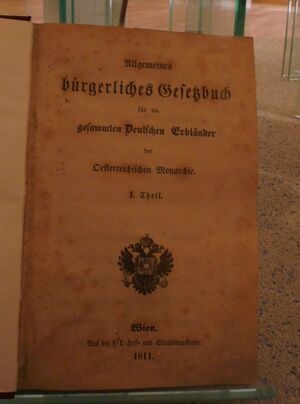 Allgemeines
bürgerliches Gesetzbuch
für die
gesammten Deutschen Erbländer
der
Oesterreichischen Monarchie.
I. Theil.
Wien.
Aus der k. k. Hof- und Staatsdruckerey.
1811.